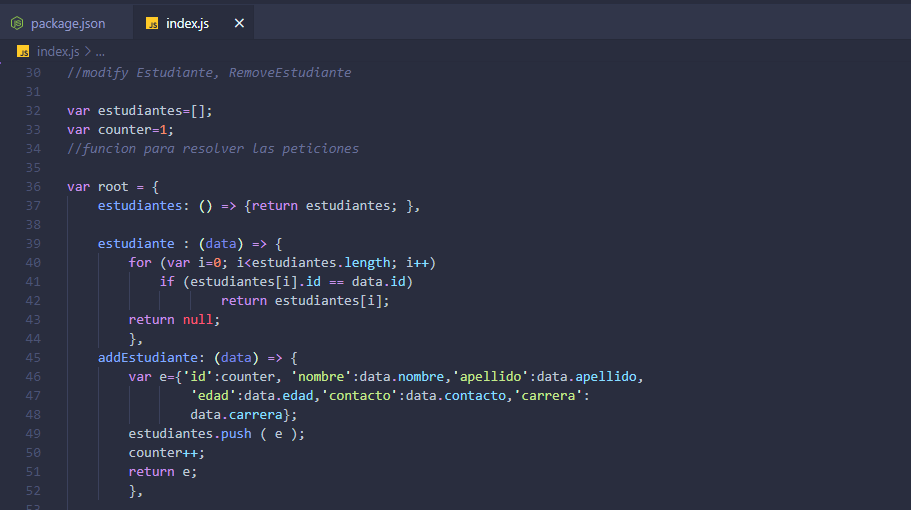 package.json
JS index.js ×
JS index.js > ...
30 //modify Estudiante, RemoveEstudiante
31
32 var estudiantes=[];
33 var counter=1;
34 //funcion para resolver las peticiones
35
36 var root = {
37 estudiantes: () => {return estudiantes; },
38
39 estudiante : (data) => {
40 for (var i=0; i<estudiantes.length; i++)
41 if (estudiantes[i].id == data.id)
42 return estudiantes[i];
43 return null;
44 },
45 addEstudiante: (data) => {
46 var e={'id':counter, 'nombre':data.nombre,'apellido':data.apellido,
47 'edad':data.edad,'contacto':data.contacto,'carrera':
48 data.carrera};
49 estudiantes.push ( e );
50 counter++;
51 return e;
52 },
53